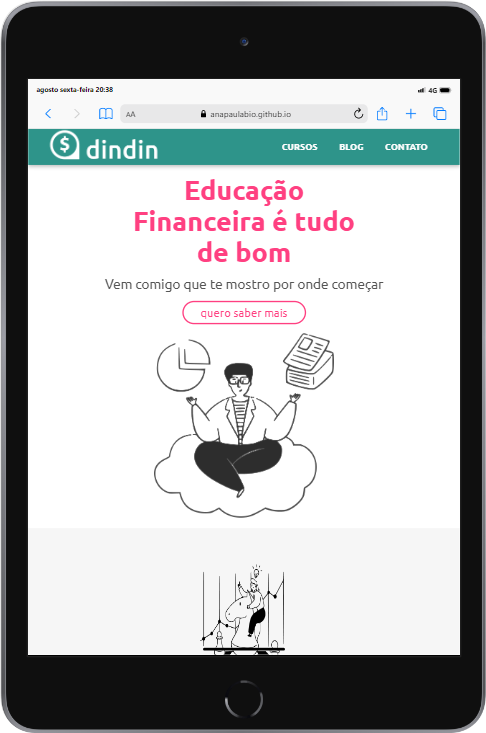 agosto sexta-feira 20:38
4G
AA
anapaulabio.github.io
$ dindin
CURSOS BLOG CONTATO
Educação
Financeira é tudo
de bom
Vem comigo que te mostro por onde começar
quero saber mais